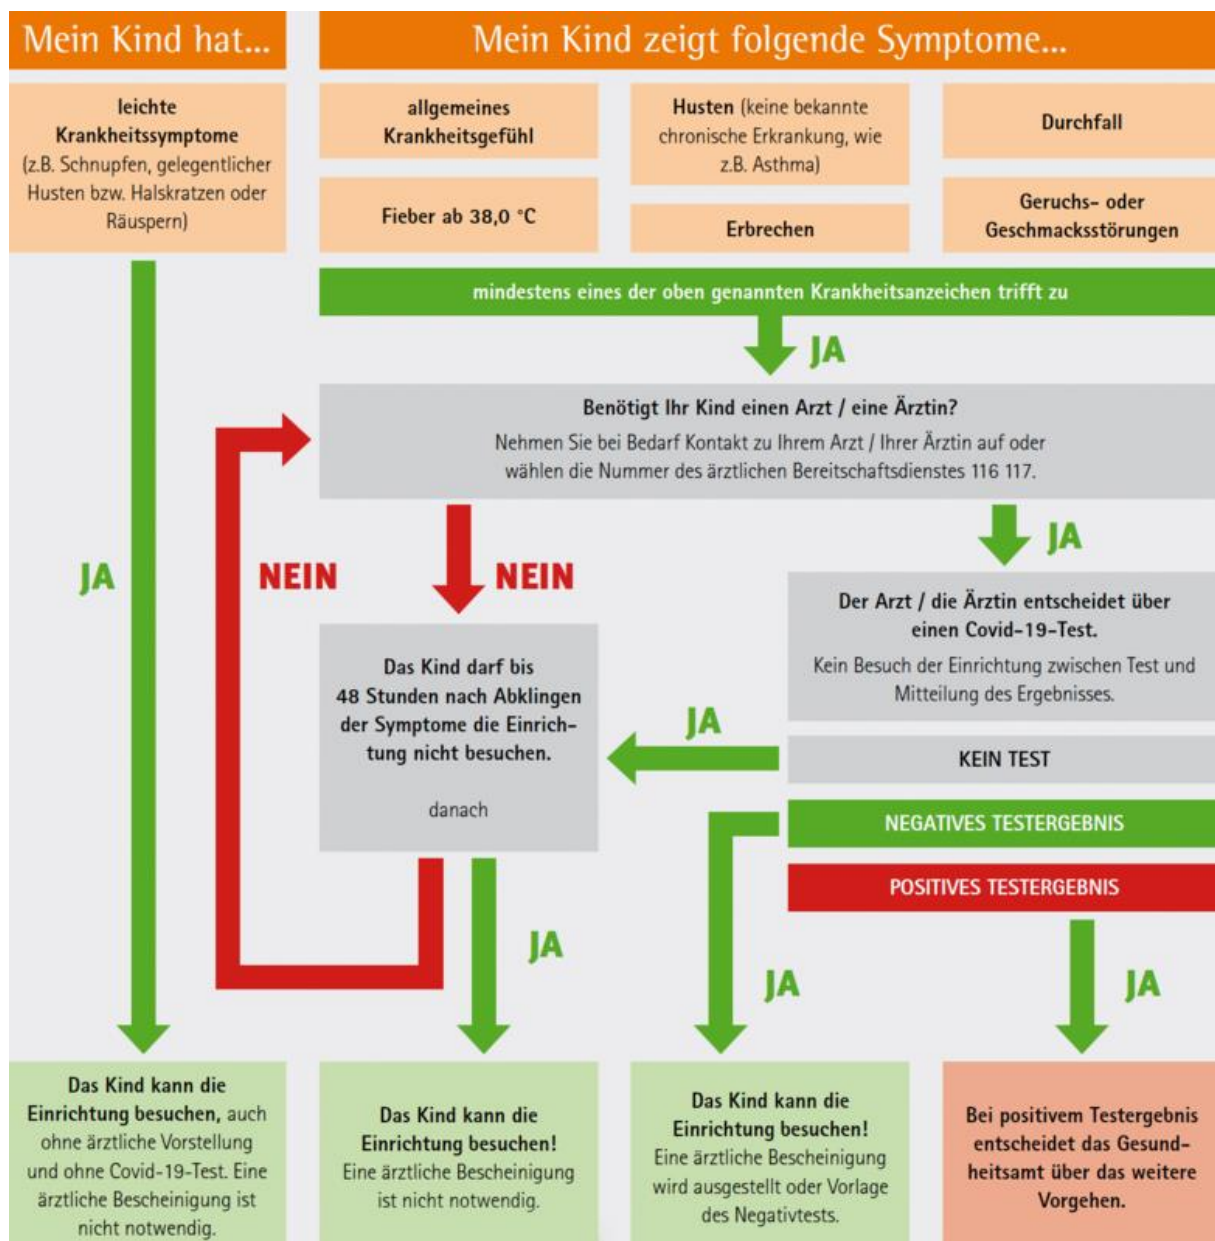 Mein Kind hat...
Mein Kind zeigt folgende Symptome...
leichte
Krankheitssymptome
(z.B. Schnupfen, gelegentlicher
Husten bzw. Halskratzen oder
Räuspern)
allgemeines
Krankheitsgefühl
Husten (keine bekannte
chronische Erkrankung, wie
z.B. Asthma)
Durchfall
Fieber ab 38,0 °C
Erbrechen
Geruchs- oder
Geschmacksstörungen
mindestens eines der oben genannten Krankheitsanzeichen trifft zu
JA
Benötigt Ihr Kind einen Arzt / eine Ärztin?
Nehmen Sie bei Bedarf Kontakt zu Ihrem Arzt / Ihrer Ärztin auf oder
wählen die Nummer des ärztlichen Bereitschaftsdienstes 116 117.
JA
NEIN
NEIN
JA
Der Arzt / die Ärztin entscheidet über
einen Covid-19-Test.
Kein Besuch der Einrichtung zwischen Test und
Mitteilung des Ergebnisses.
Das Kind darf bis
48 Stunden nach Abklingen
der Symptome die Einrich-
tung nicht besuchen.
danach
JA
KEIN TEST
NEGATIVES TESTERGEBNIS
POSITIVES TESTERGEBNIS
JA
JA
JA
Das Kind kann die
Einrichtung besuchen, auch
ohne ärztliche Vorstellung
und ohne Covid-19-Test. Eine
ärztliche Bescheinigung ist
nicht notwendig.
Das Kind kann die
Einrichtung besuchen!
Eine ärztliche Bescheinigung
ist nicht notwendig.
Das Kind kann die
Einrichtung besuchen!
Eine ärztliche Bescheinigung
wird ausgestellt oder Vorlage
des Negativtests.
Bei positivem Testergebnis
entscheidet das Gesund-
heitsamt über das weitere
Vorgehen.